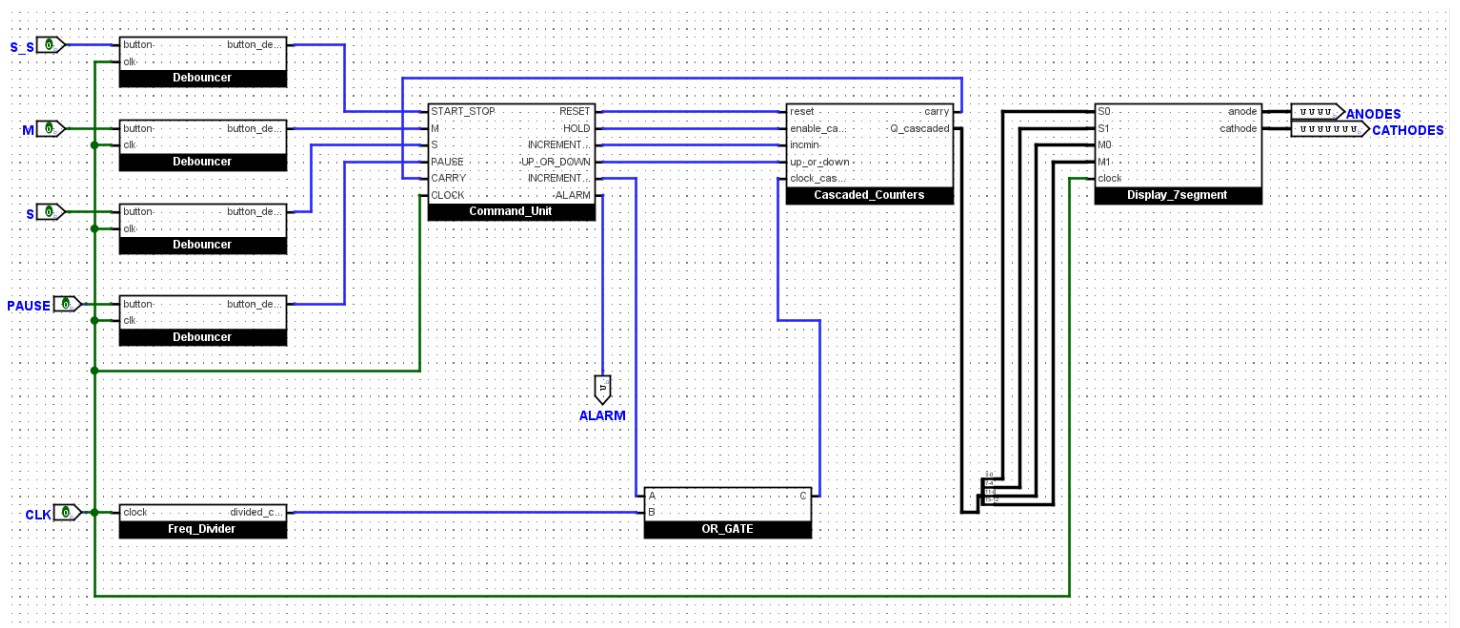 S_S
button
button_de...
clk
Debouncer
M
button
button_de...
clk
Debouncer
S
button
button_de...
clk
Debouncer
PAUSE
button
button_de...
clk
Debouncer
CLK
clock
divided_c...
Freq_Divider
START_STOP
RESET
M
HOLD
S
INCREMENT...
PAUSE
UP_OR_DOWN
CARRY
INCREMENT...
CLOCK
ALARM
Command_Unit
ALARM
A
C
B
OR_GATE
reset
carry
enable_ca...
Q_cascaded
incmin
up_or_down
clock_cas...
Cascaded_Counters
S0
anode
S1
cathode
M0
M1
clock
Display_7segment
ANODES
CATHODES